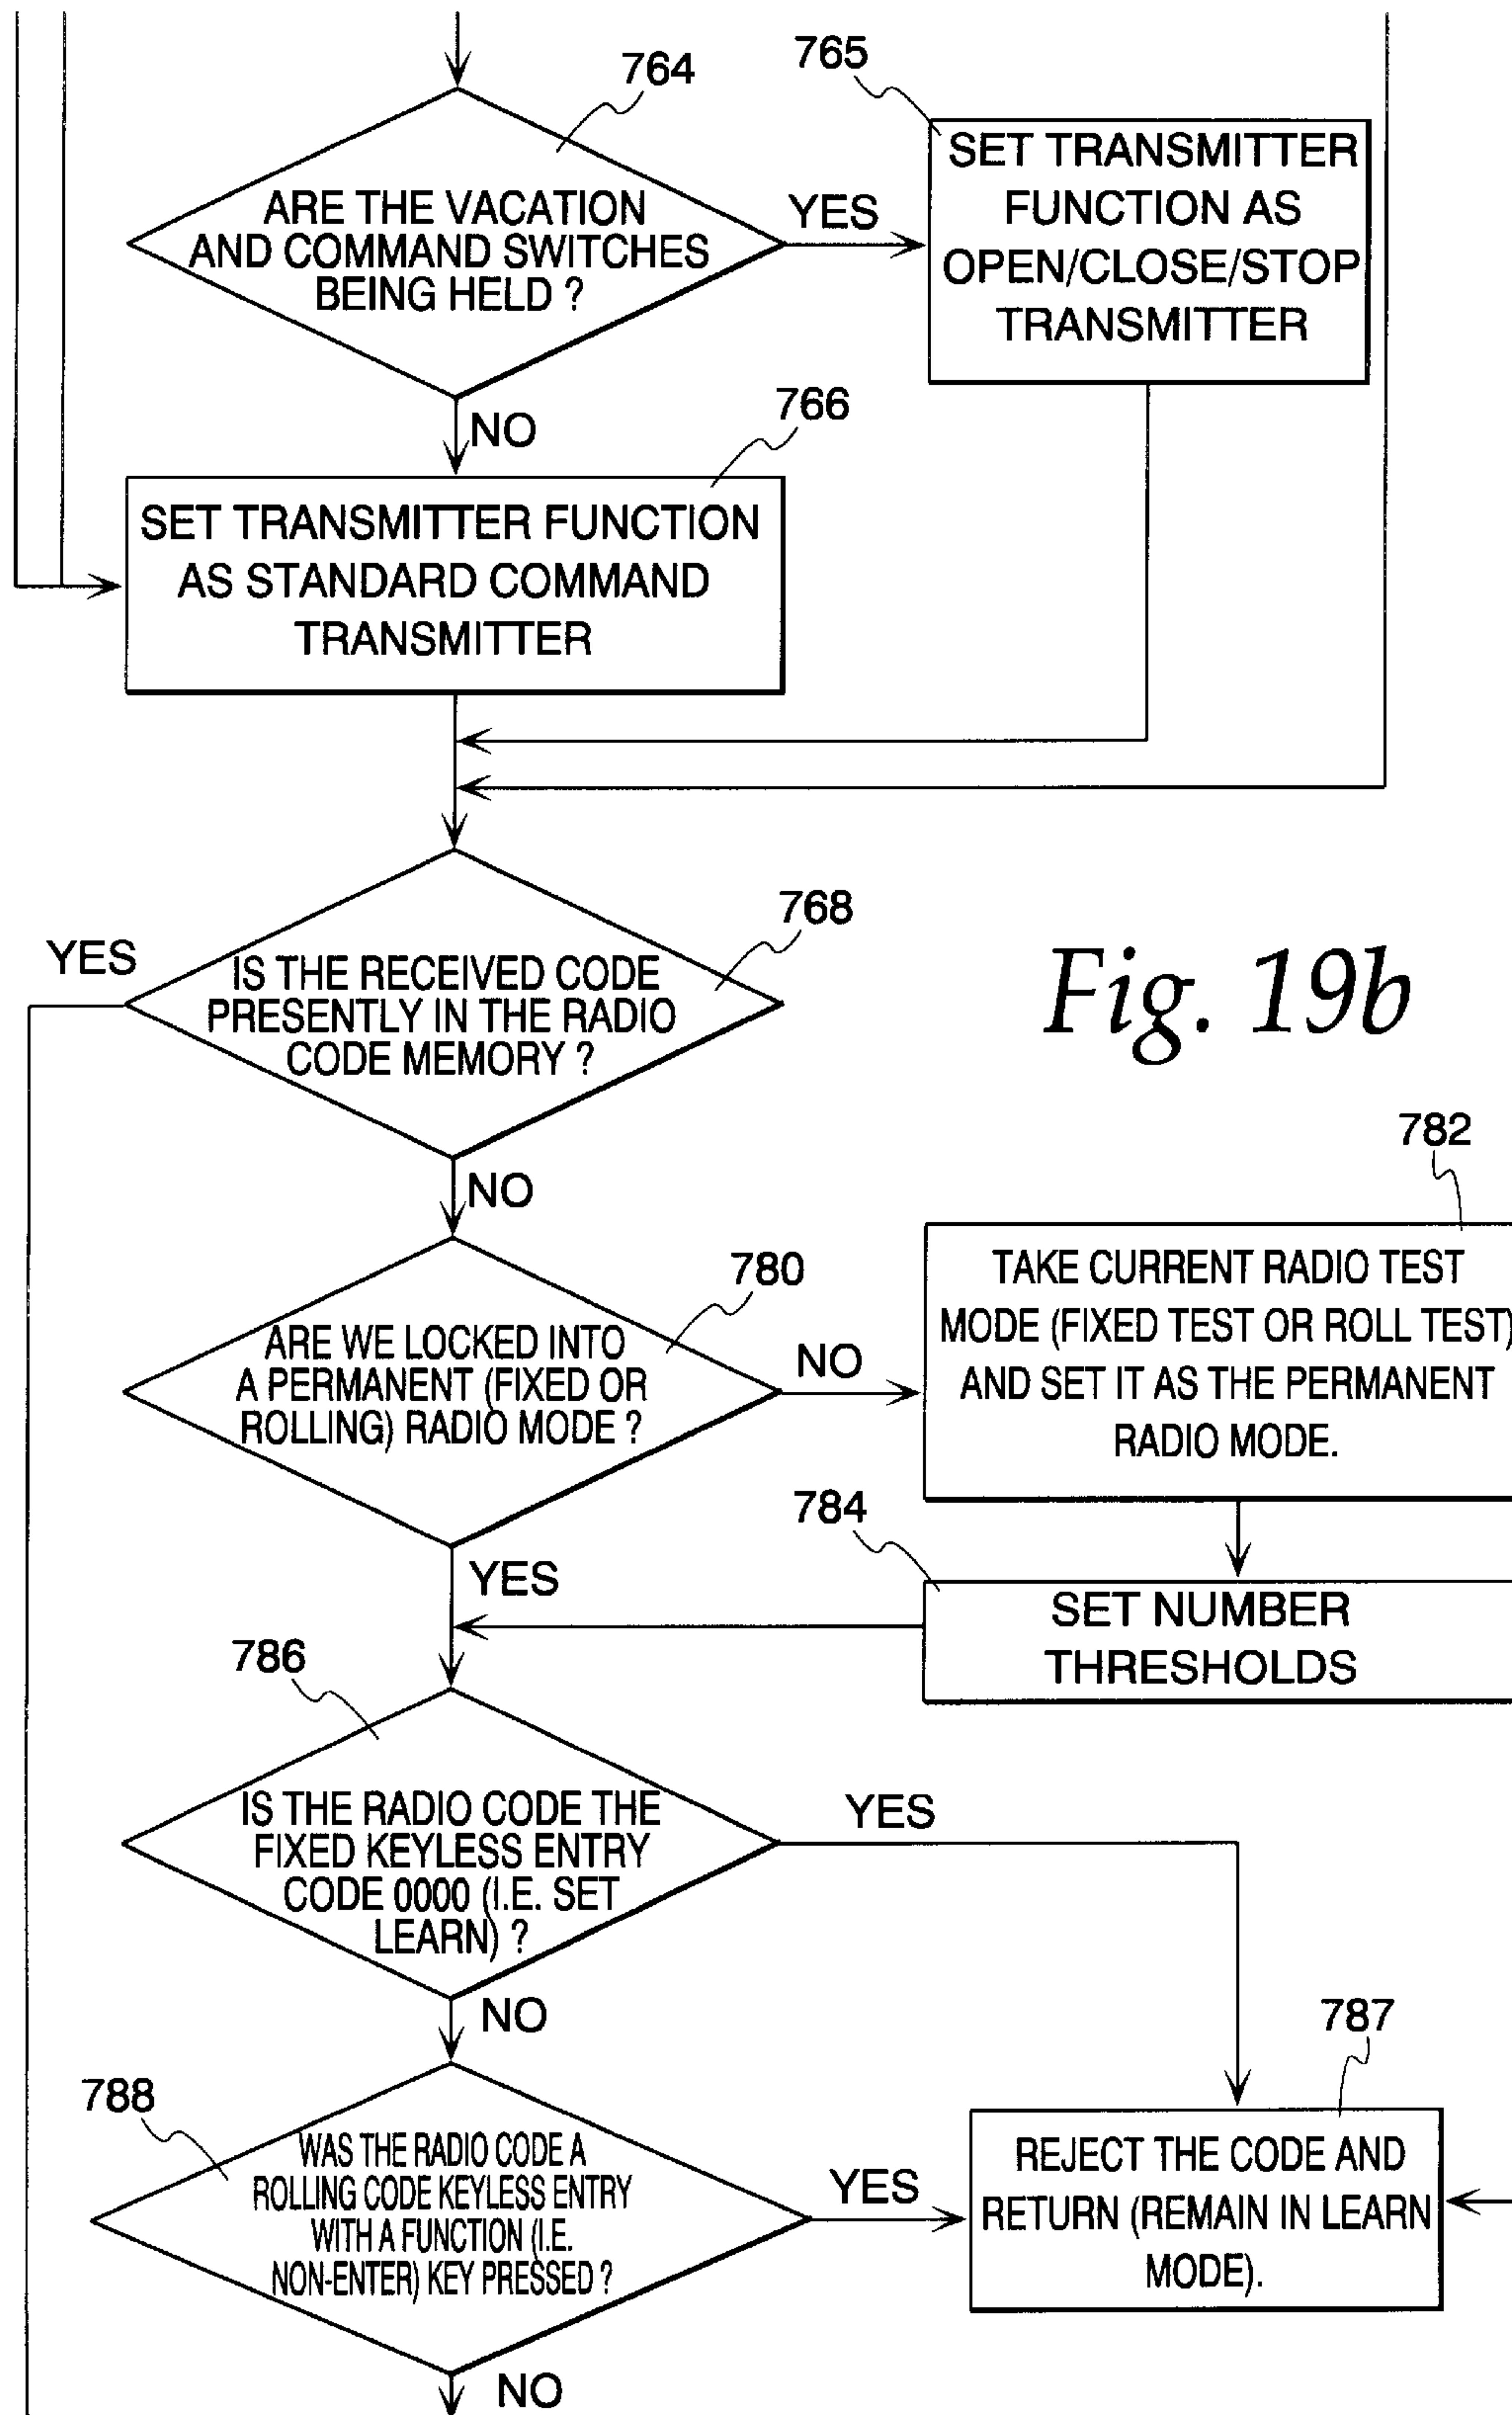 764
765
ARE THE VACATION
AND COMMAND SWITCHES
BEING HELD ?
YES
SET TRANSMITTER
FUNCTION AS
OPEN/CLOSE/STOP
TRANSMITTER
NO
766
SET TRANSMITTER FUNCTION
AS STANDARD COMMAND
TRANSMITTER
768
YES
IS THE RECEIVED CODE
PRESENTLY IN THE RADIO
CODE MEMORY ?
Fig. 19b
NO
780
ARE WE LOCKED INTO
A PERMANENT (FIXED OR
ROLLING) RADIO MODE ?
NO
782
TAKE CURRENT RADIO TEST
MODE (FIXED TEST OR ROLL TEST)
AND SET IT AS THE PERMANENT
RADIO MODE.
YES
784
SET NUMBER
THRESHOLDS
786
IS THE RADIO CODE THE
FIXED KEYLESS ENTRY
CODE 0000 (I.E. SET
LEARN) ?
YES
NO
788
WAS THE RADIO CODE A
ROLLING CODE KEYLESS ENTRY
WITH A FUNCTION (I.E.
NON-ENTER) KEY PRESSED ?
YES
787
REJECT THE CODE AND
RETURN (REMAIN IN LEARN
MODE).
NO